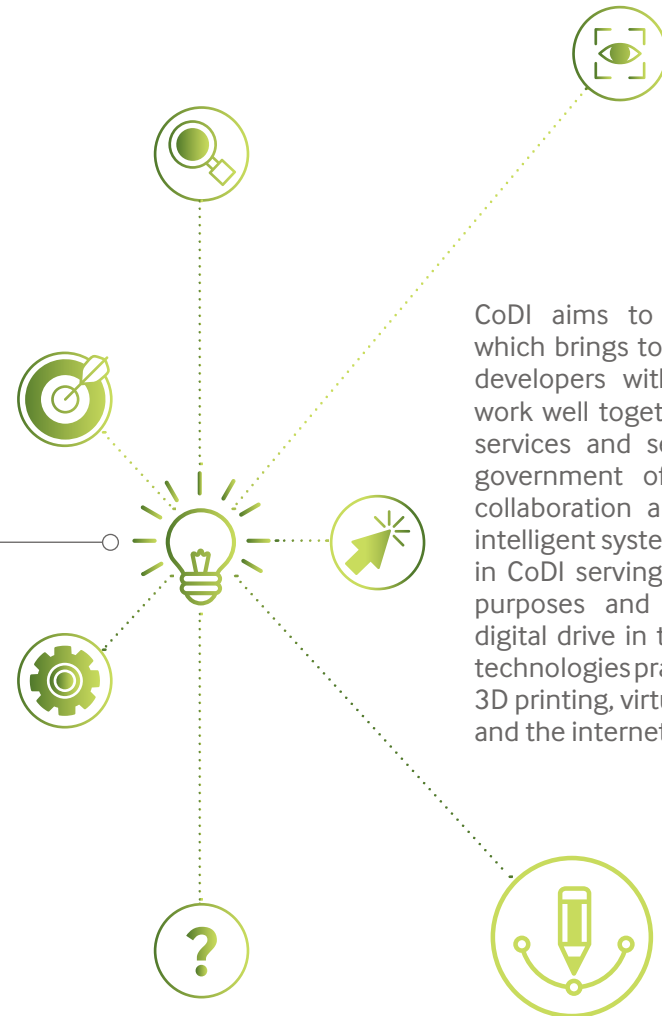 CoDI aims to
which brings to
developers wit
work well toget
services and se
government of
collaboration a
intelligent syste
in CoDI serving
purposes and
digital drive in t
technologies pra
3D printing, virtu
and the internet
?